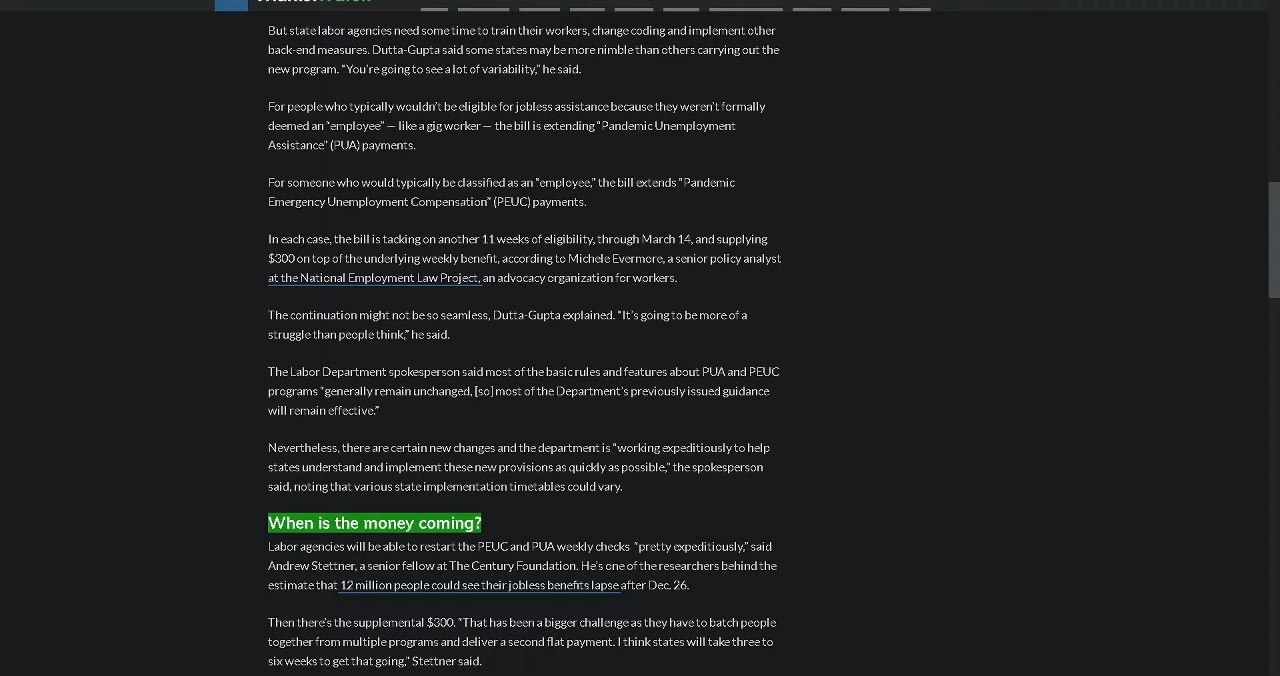 But state labor agencies need some time to train their workers, change coding and implement other
back-end measures. Dutta-Gupta said some states may be more nimble than others carrying out the
new program. “You’re going to see a lot of variability,” he said.
For people who typically wouldn’t be eligible for jobless assistance because they weren’t formally
deemed an “employee” — like a gig worker — the bill is extending “Pandemic Unemployment
Assistance” (PUA) payments.
For someone who would typically be classified as an “employee,” the bill extends “Pandemic
Emergency Unemployment Compensation” (PEUC) payments.
In each case, the bill is tacking on another 11 weeks of eligibility, through March 14, and supplying
$300 on top of the underlying weekly benefit, according to Michele Evermore, a senior policy analyst
at the National Employment Law Project, an advocacy organization for workers.
The continuation might not be so seamless, Dutta-Gupta explained. “It’s going to be more of a
struggle than people think,” he said.
The Labor Department spokesperson said most of the basic rules and features about PUA and PEUC
programs “generally remain unchanged, [so] most of the Department’s previously issued guidance
will remain effective.”
Nevertheless, there are certain new changes and the department is “working expeditiously to help
states understand and implement these new provisions as quickly as possible,” the spokesperson
said, noting that various state implementation timetables could vary.
When is the money coming?
Labor agencies will be able to restart the PEUC and PUA weekly checks “pretty expeditiously,” said
Andrew Stettner, a senior fellow at The Century Foundation. He’s one of the researchers behind the
estimate that 12 million people could see their jobless benefits lapse after Dec. 26.
Then there’s the supplemental $300. “That has been a bigger challenge as they have to batch people
together from multiple programs and deliver a second flat payment. I think states will take three to
six weeks to get that going,” Stettner said.